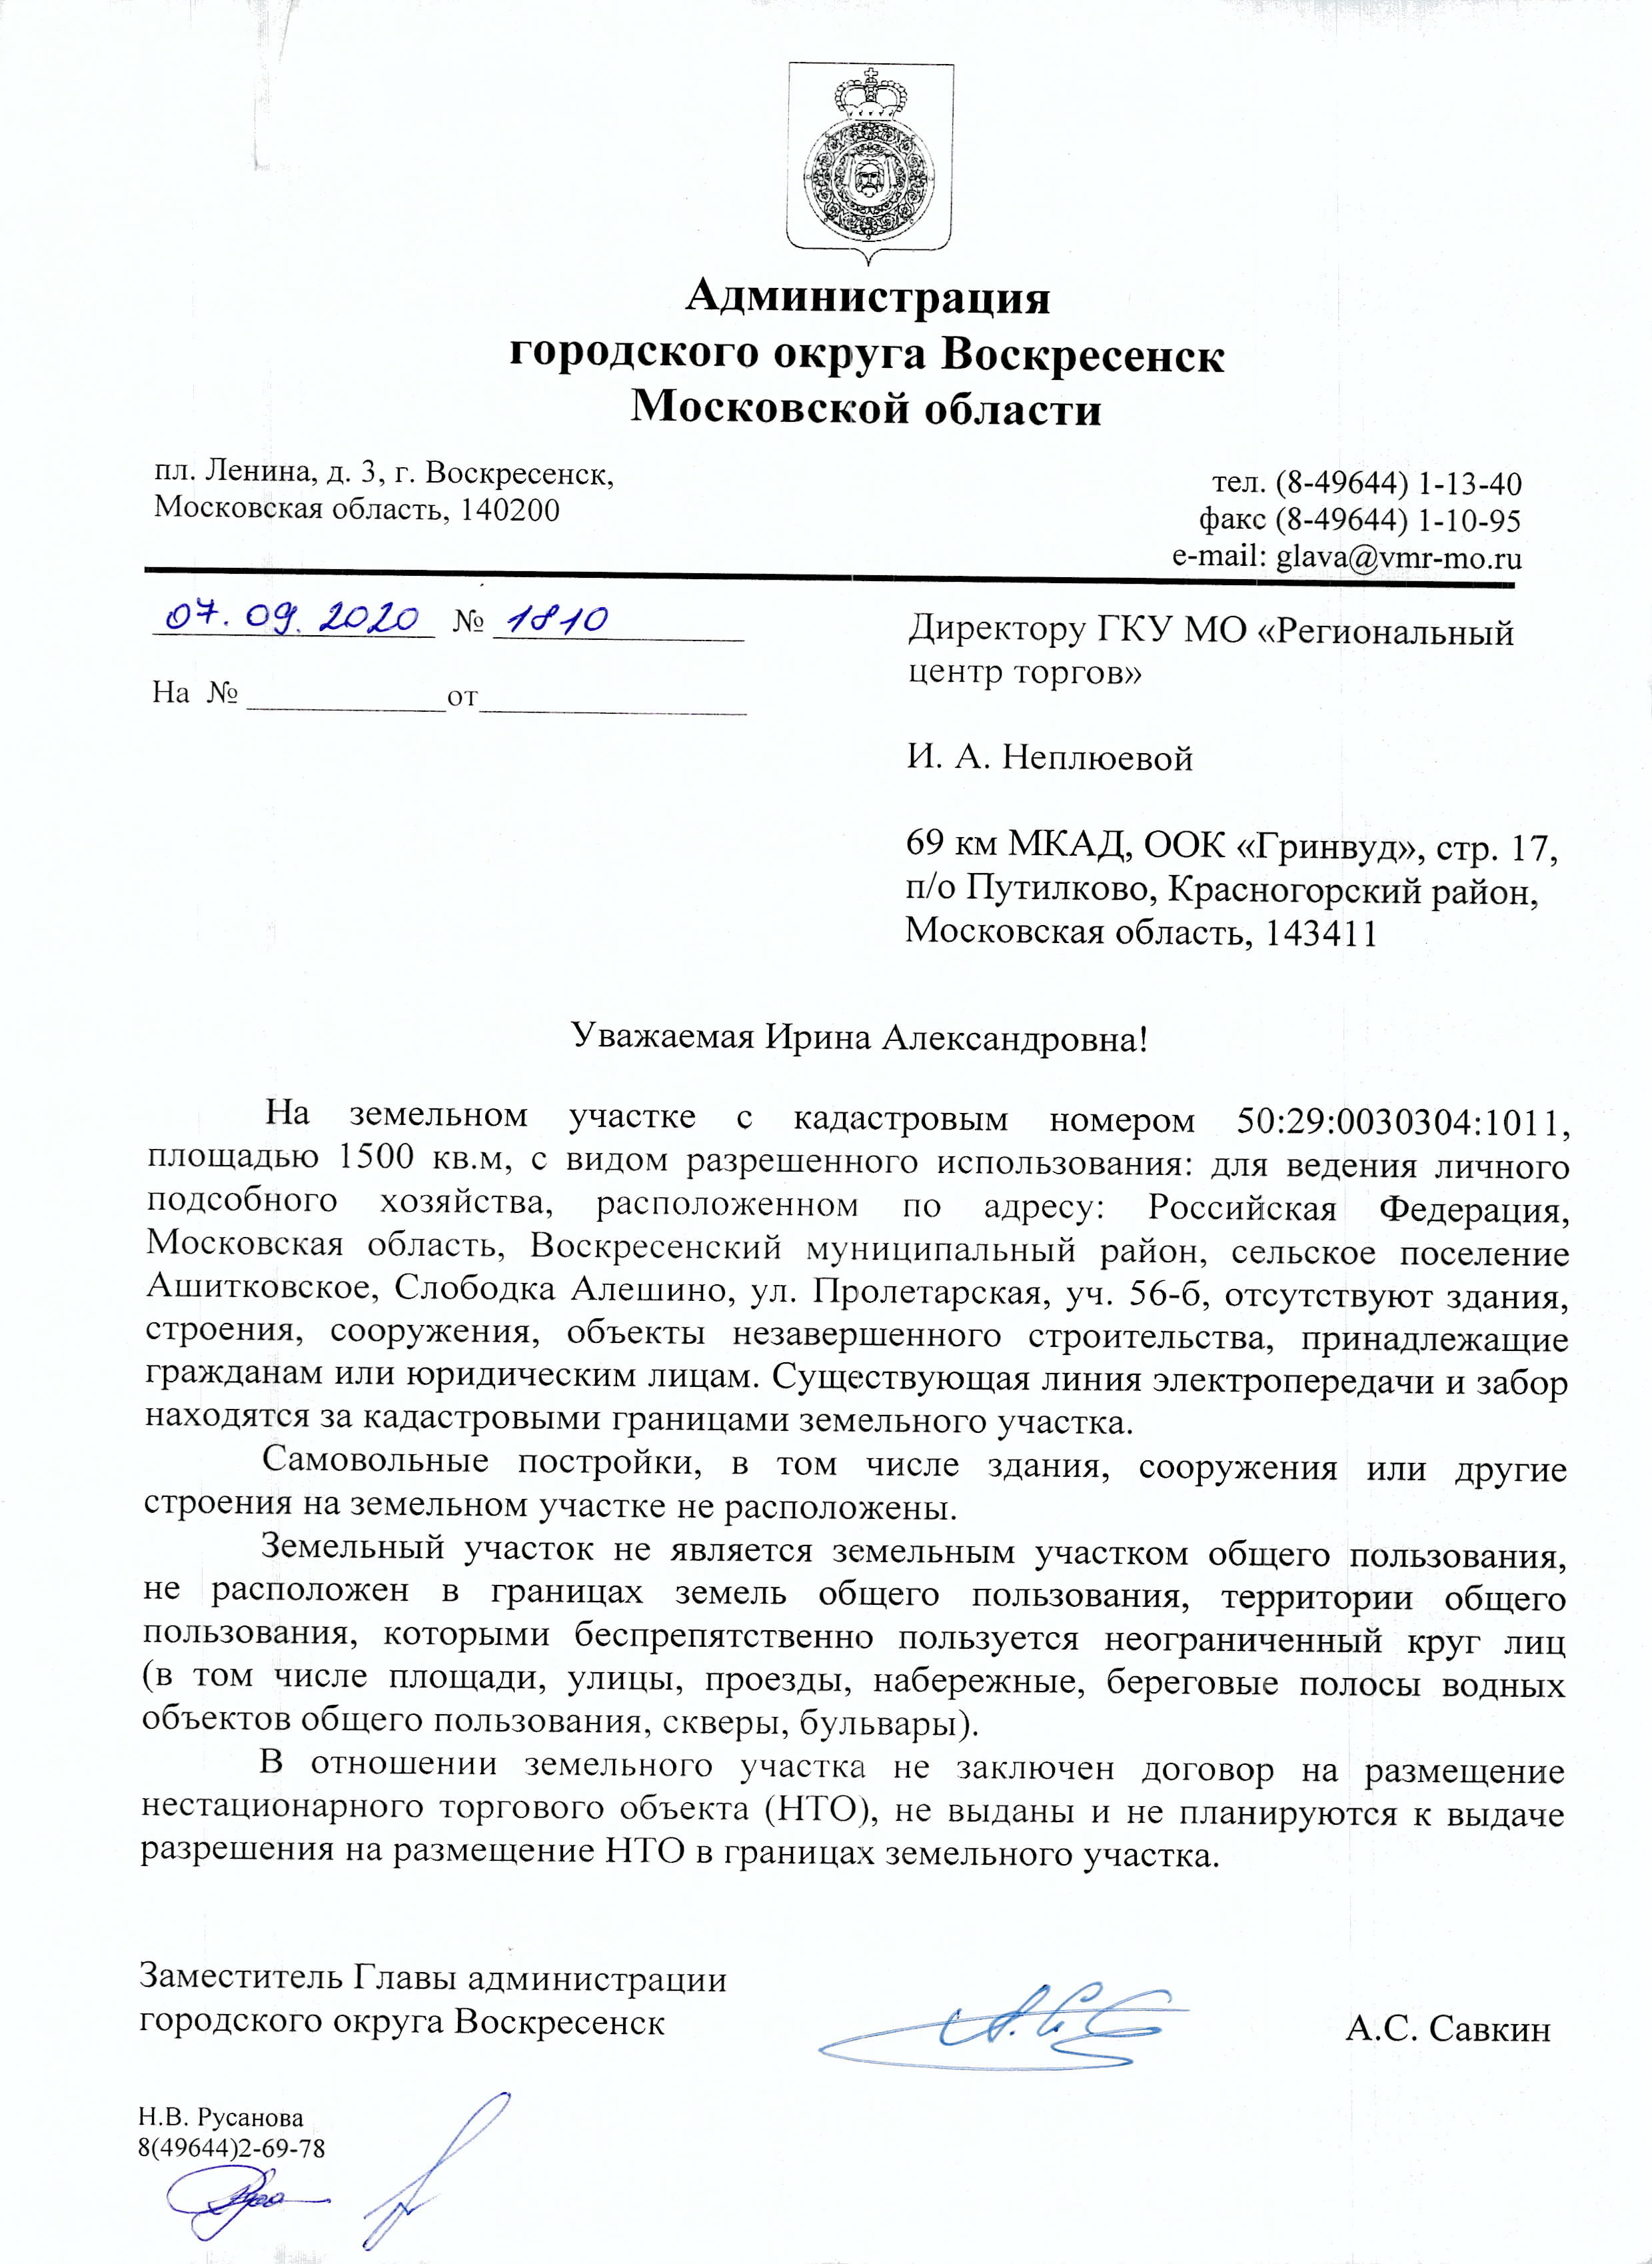 Администрация
городского округа Воскресенск
Московской области
пл. Ленина, д. 3, г. Воскресенск,
Московская область, 140200
тел. (8-49644) 1-13-40
факс (8-49644) 1-10-95
e-mail: glava@vmr-mo.ru
07.09.2020 № 1810
На № ____________от________________
Директору ГКУ МО «Региональный
центр торгов»
И. А. Неплюевой
69 км МКАД, ООК «Гринвуд», стр. 17,
п/о Путилково, Красногорский район,
Московская область, 143411
Уважаемая Ирина Александровна!
На земельном участке с кадастровым номером 50:29:0030304:1011,
площадью 1500 кв.м, с видом разрешенного использования: для ведения личного
подсобного хозяйства, расположенном по адресу: Российская Федерация,
Московская область, Воскресенский муниципальный район, сельское поселение
Ашитковское, Слободка Алешино, ул. Пролетарская, уч. 56-б, отсутствуют здания,
строения, сооружения, объекты незавершенного строительства, принадлежащие
гражданам или юридическим лицам. Существующая линия электропередачи и забор
находятся за кадастровыми границами земельного участка.
Самовольные постройки, в том числе здания, сооружения или другие
строения на земельном участке не расположены.
Земельный участок не является земельным участком общего пользования,
не расположен в границах земель общего пользования, территории общего
пользования, которыми беспрепятственно пользуется неограниченный круг лиц
(в том числе площади, улицы, проезды, набережные, береговые полосы водных
объектов общего пользования, скверы, бульвары).
В отношении земельного участка не заключен договор на размещение
нестационарного торгового объекта (НТО), не выданы и не планируются к выдаче
разрешения на размещение НТО в границах земельного участка.
Заместитель Главы администрации
городского округа Воскресенск
А.С. Савкин
Н.В. Русанова
8(49644)2-69-78